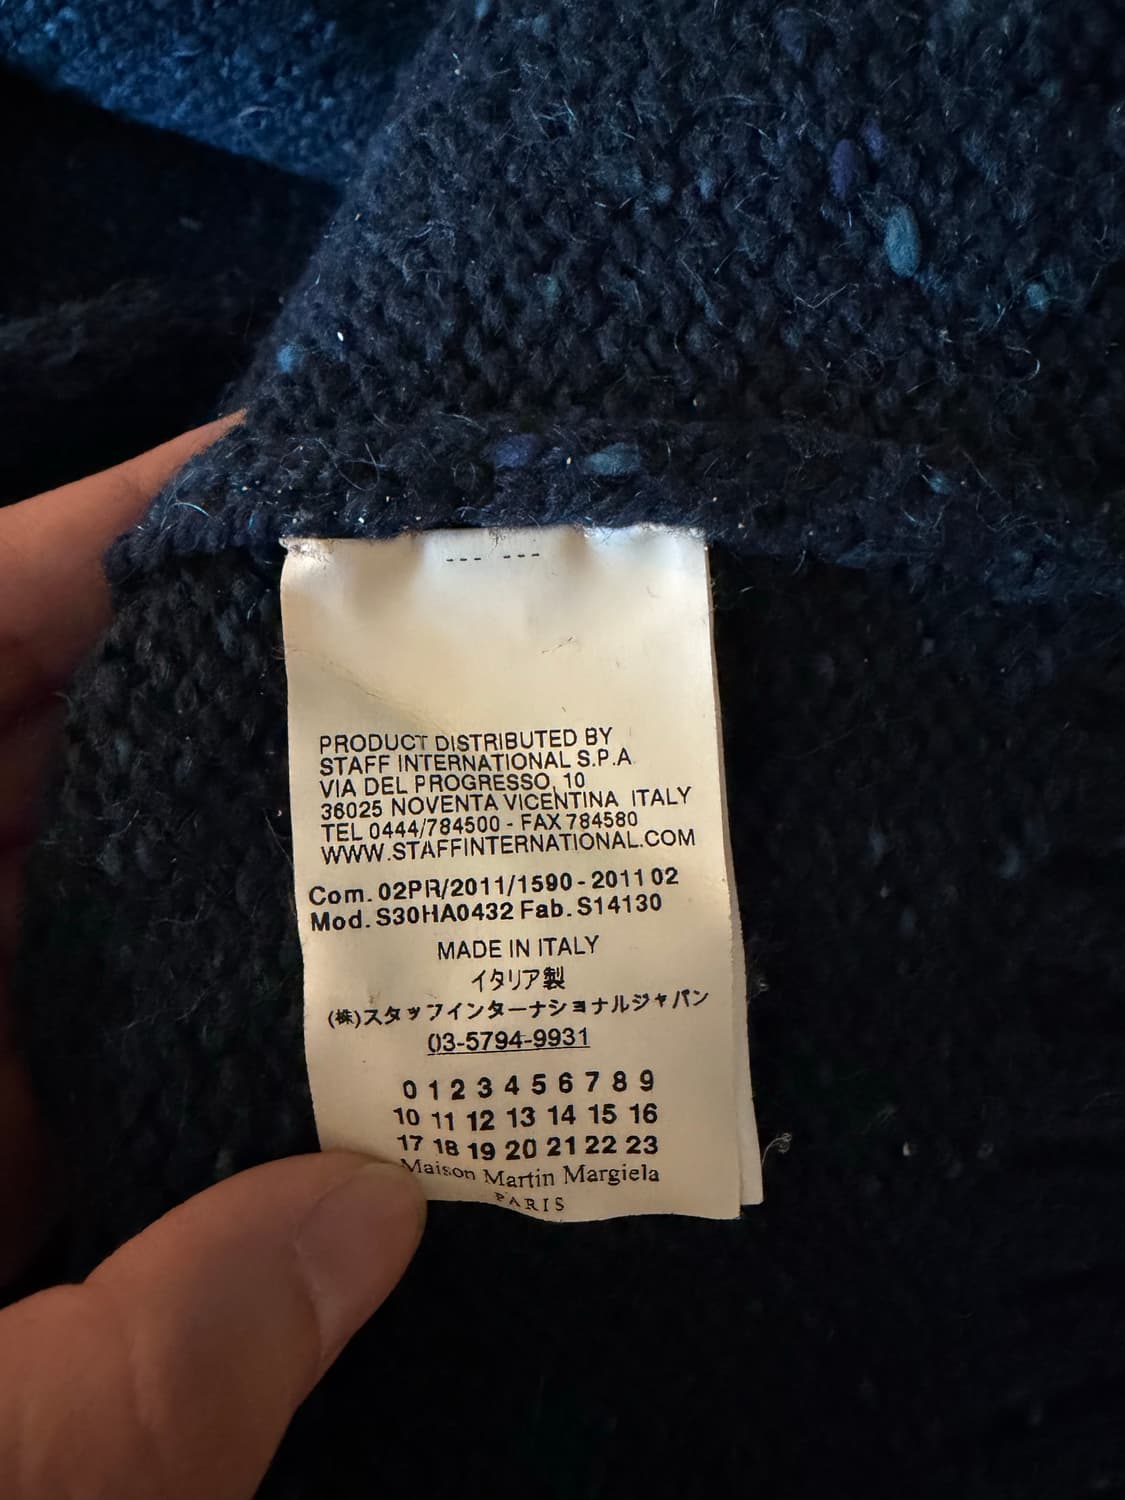 PRODUCT DISTRIBUTED BY
STAFF INTERNATIONAL S.P.A
VIA DEL PROGRESSO, 10
36025 NOVENTA VICENTINA ITALY
TEL 0444/784500 - FAX 784580
WWW.STAFFINTERNATIONAL.COM
Com. 02PR/2011/1590 - 2011 02
Mod. S30HA0432 Fab. S14130
MADE IN ITALY
イタリア製
(株)スタッフインターナショナルジャパン
03-5794-9931
0 1 2 3 4 5 6 7 8 9
10 11 12 13 14 15 16
17 18 19 20 21 22 23
Maison Martin Margiela
PARIS